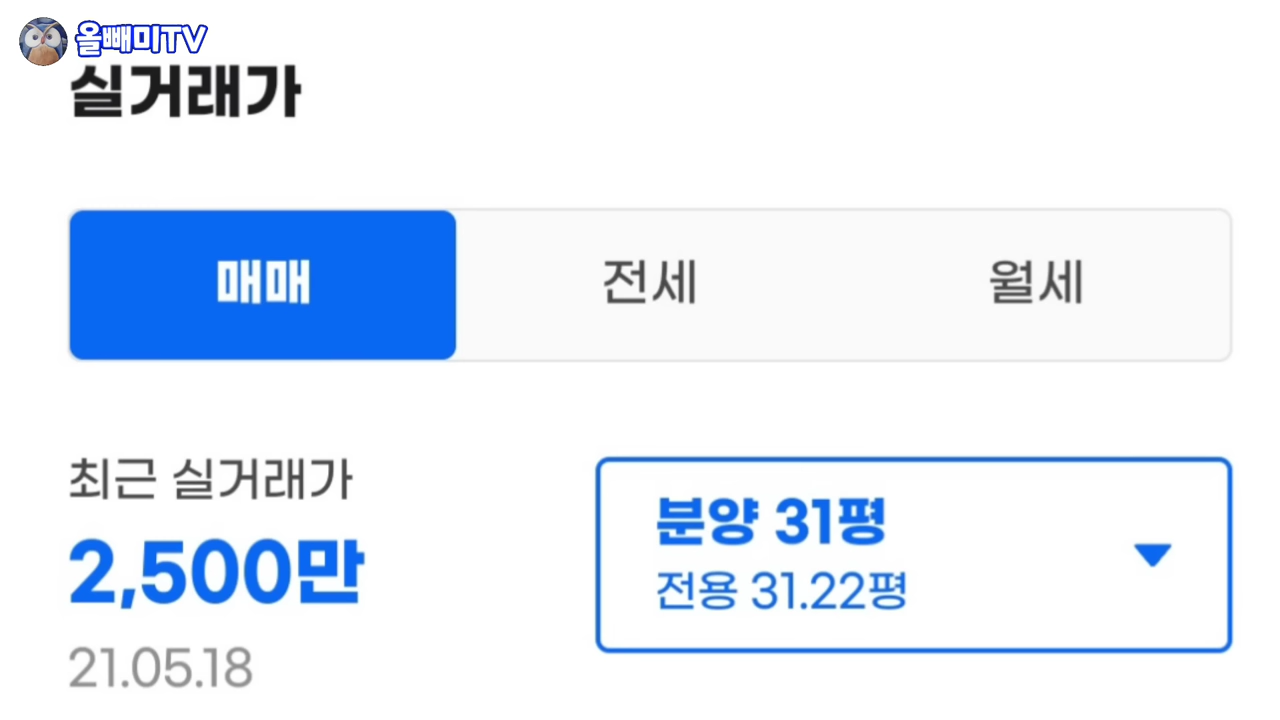 올빼미TV
실거래가
매매 전세 월세
최근 실거래가
2,500만
21.05.18
분양 31평
전용 31.22평